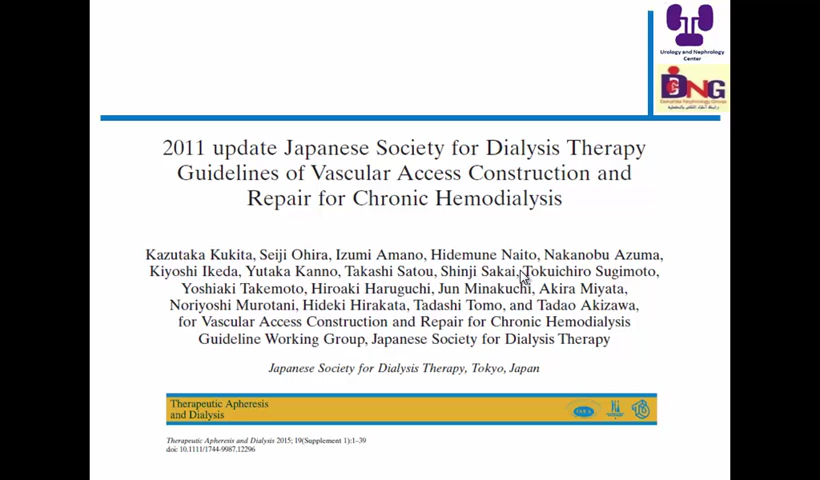 Urology and Nephrology
Center
DNG
2011 update Japanese Society for Dialysis Therapy
Guidelines of Vascular Access Construction and
Repair for Chronic Hemodialysis
Kazutaka Kukita, Seiji Ohira, Izumi Amano, Hidemune Naito, Nakanobu Azuma,
Kiyoshi Ikeda, Yutaka Kanno, Takashi Satou, Shinji Sakai, Tokuichiro Sugimoto,
Yoshiaki Takemoto, Hiroaki Haruguchi, Jun Minakuchi, Akira Miyata,
Noriyoshi Murotani, Hideki Hirakata, Tadashi Tomo, and Tadao Akizawa,
for Vascular Access Construction and Repair for Chronic Hemodialysis
Guideline Working Group, Japanese Society for Dialysis Therapy
Japanese Society for Dialysis Therapy, Tokyo, Japan
Therapeutic Apheresis
and Dialysis
Therapeutic Apheresis and Dialysis 2015; 19(Supplement 1):1–39
doi: 10.1111/1744-9987.12296